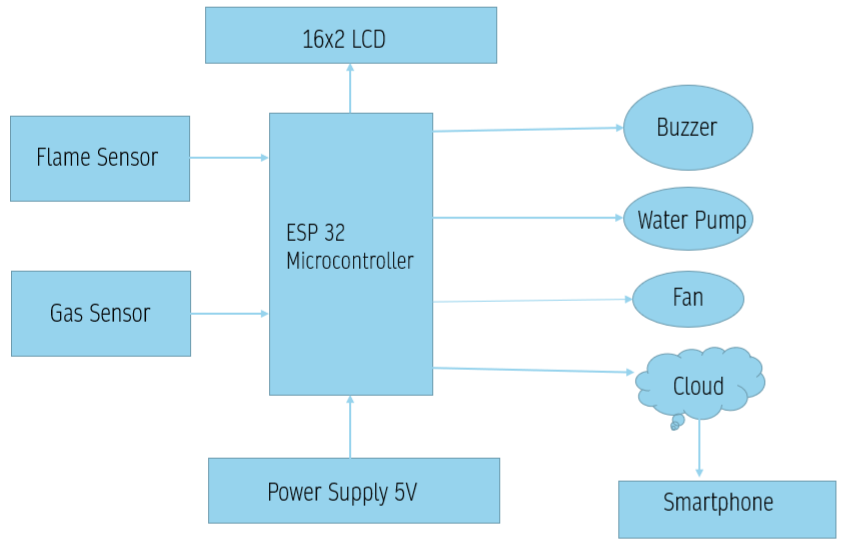 16x2 LCD
Flame Sensor
Gas Sensor
ESP 32
Microcontroller
Power Supply 5V
Buzzer
Water Pump
Fan
Cloud
Smartphone